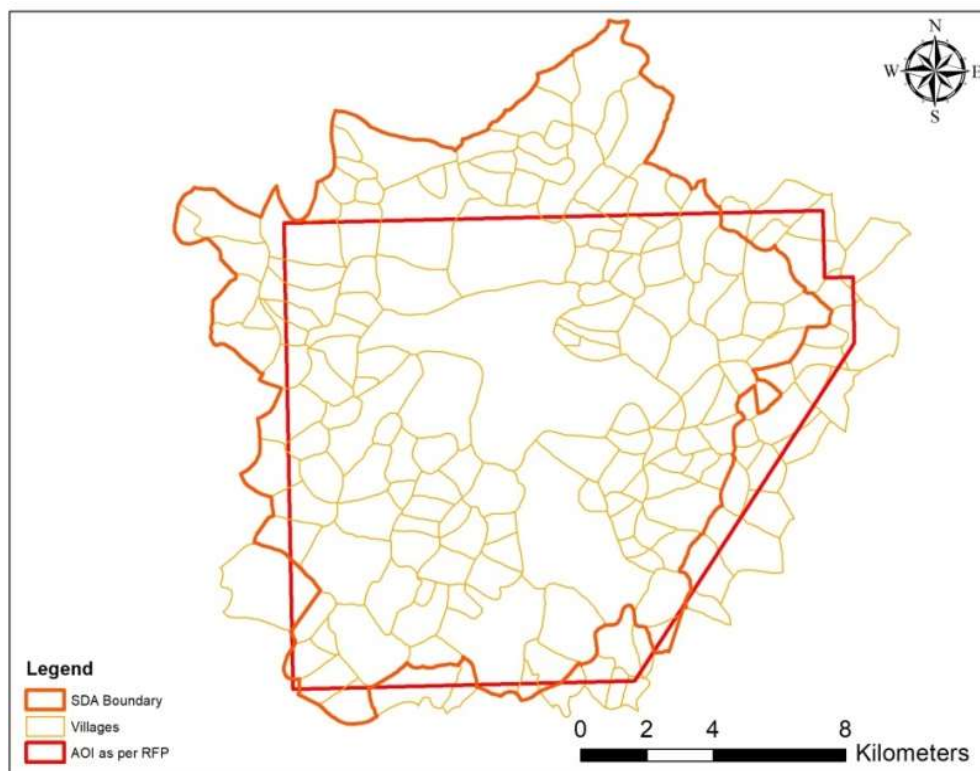 N
W E
S
Legend
SDA Boundary
Villages
AOI as per RFP
0 2 4 8
Kilometers